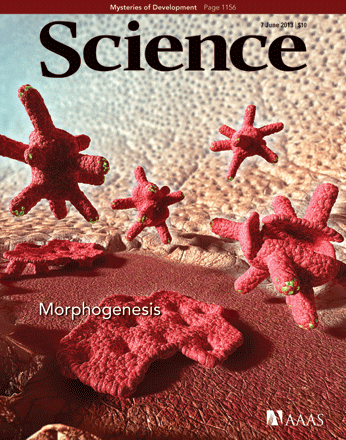 Mysteries of Development Page 1156
7 June 2013 | $10
Science
Morphogenesis
AAAS